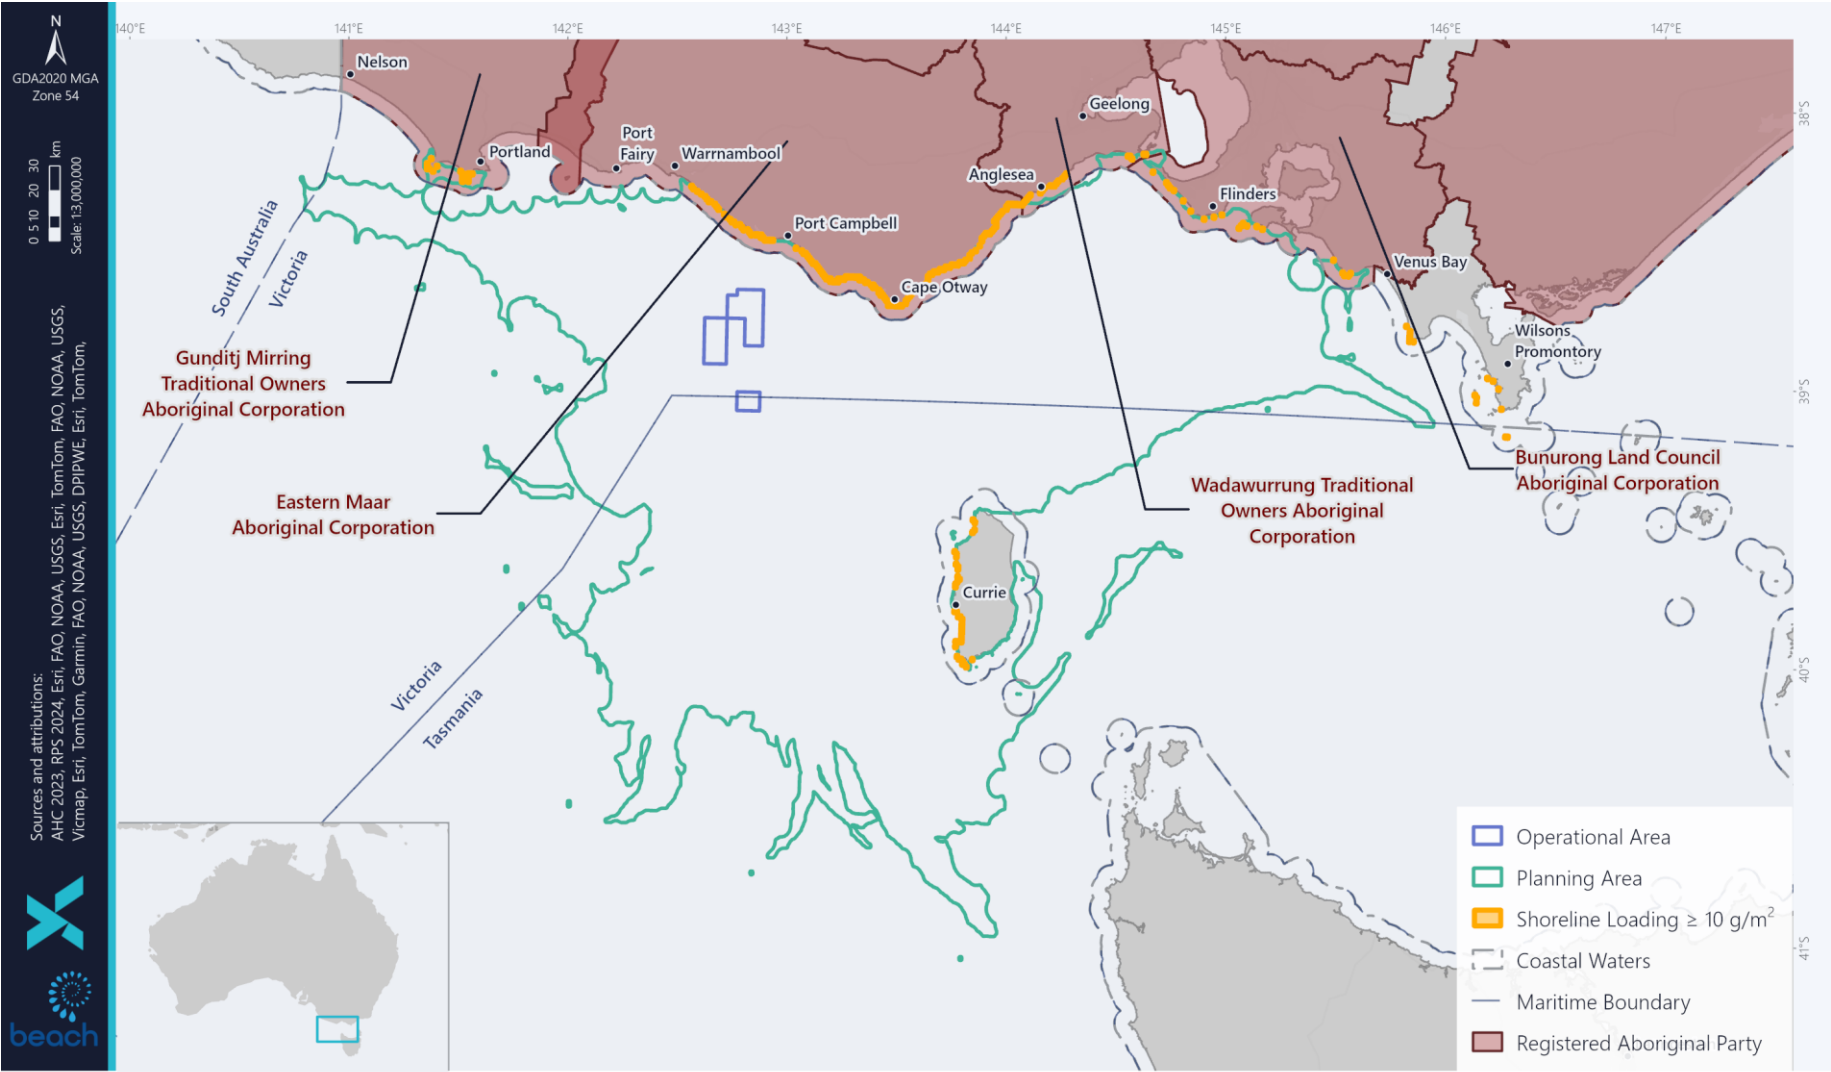 N
GDA2020 MGA
Zone 54
0 5 10 20 30 km
Scale: 1:3,000,000
Sources and attributions:
AHC 2023, RPS 2024, Esri, FAO, NOAA, USGS, Esri, TomTom, FAO, NOAA, USGS,
Vicmap, Esri, TomTom, Garmin, FAO, NOAA, USGS, DPIPWE, Esri, TomTom,
beach
140°E
141°E
142°E
143°E
144°E
145°E
146°E
147°E
38°S
39°S
40°S
41°S
Nelson
Portland
Port
Fairy
Warrnambool
Port Campbell
Cape Otway
Anglesea
Geelong
Flinders
Venus Bay
Wilsons
Promontory
Currie
South Australia
Victoria
Victoria
Tasmania
Gunditj Mirring
Traditional Owners
Aboriginal Corporation
Eastern Maar
Aboriginal Corporation
Wadawurrung Traditional
Owners Aboriginal
Corporation
Bunurong Land Council
Aboriginal Corporation
Operational Area
Planning Area
Shoreline Loading ≥ 10 g/m²
Coastal Waters
Maritime Boundary
Registered Aboriginal Party